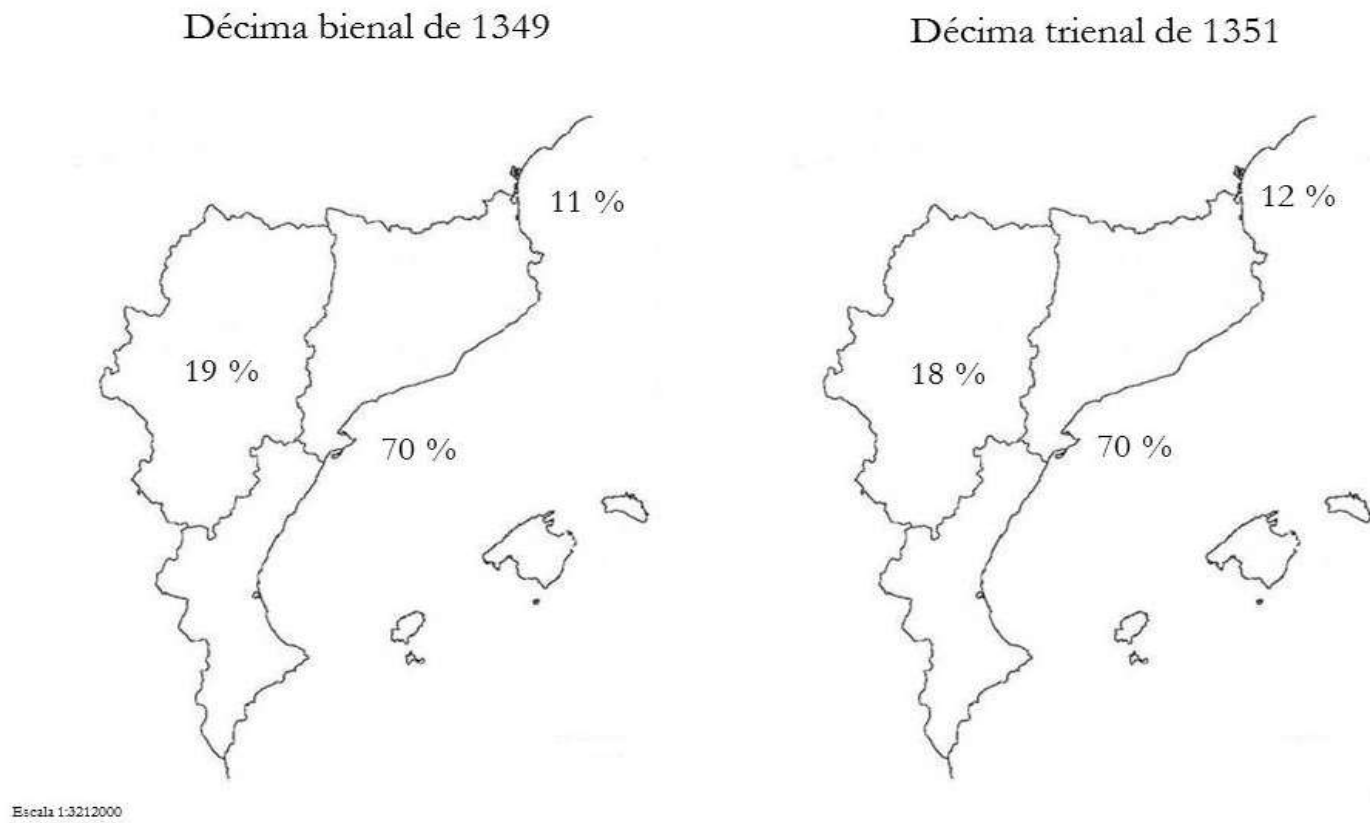 Décima bienal de 1349
Décima trienal de 1351
11 %
12 %
19 %
18 %
70 %
70 %
Escala 1:3212000